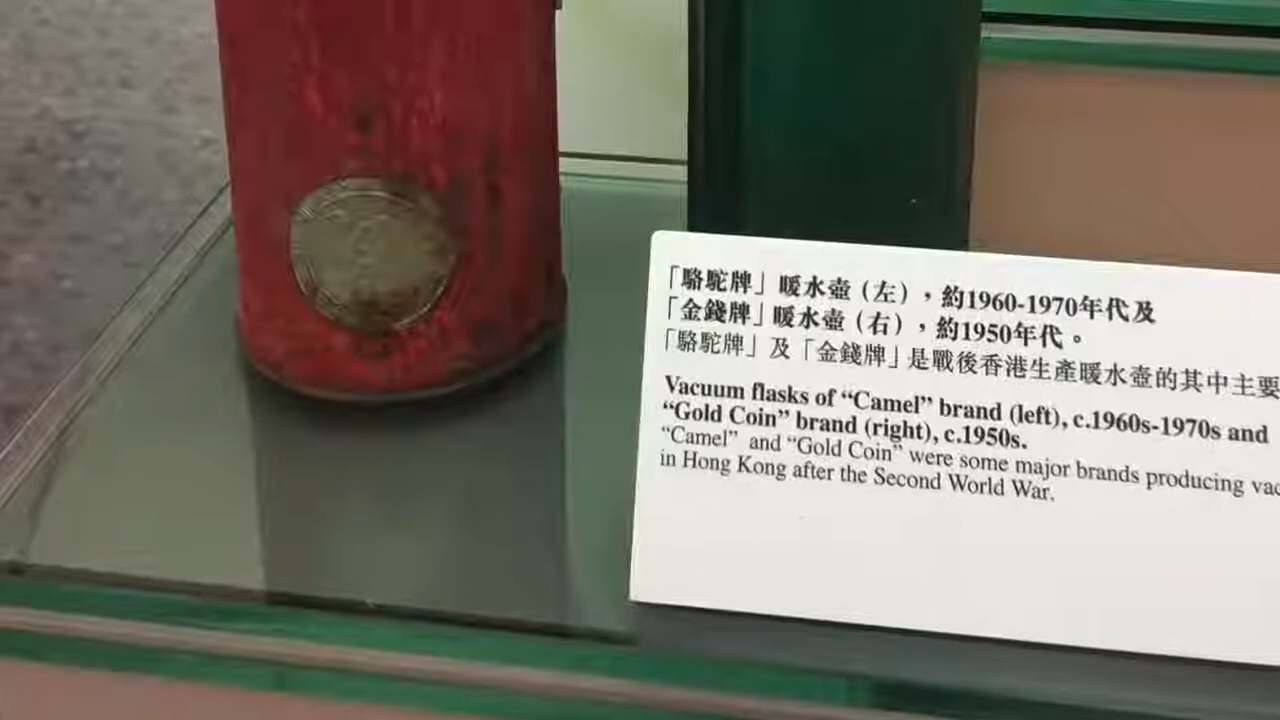 「駱駝牌」暖水壺（左），約1960-1970年代及
「金錢牌」暖水壺（右），約1950年代。
「駱駝牌」及「金錢牌」是戰後香港生產暖水壺的其中主要
Vacuum flasks of “Camel” brand (left), c.1960s-1970s and
“Gold Coin” brand (right), c.1950s.
“Camel” and “Gold Coin” were some major brands producing vac
in Hong Kong after the Second World War.